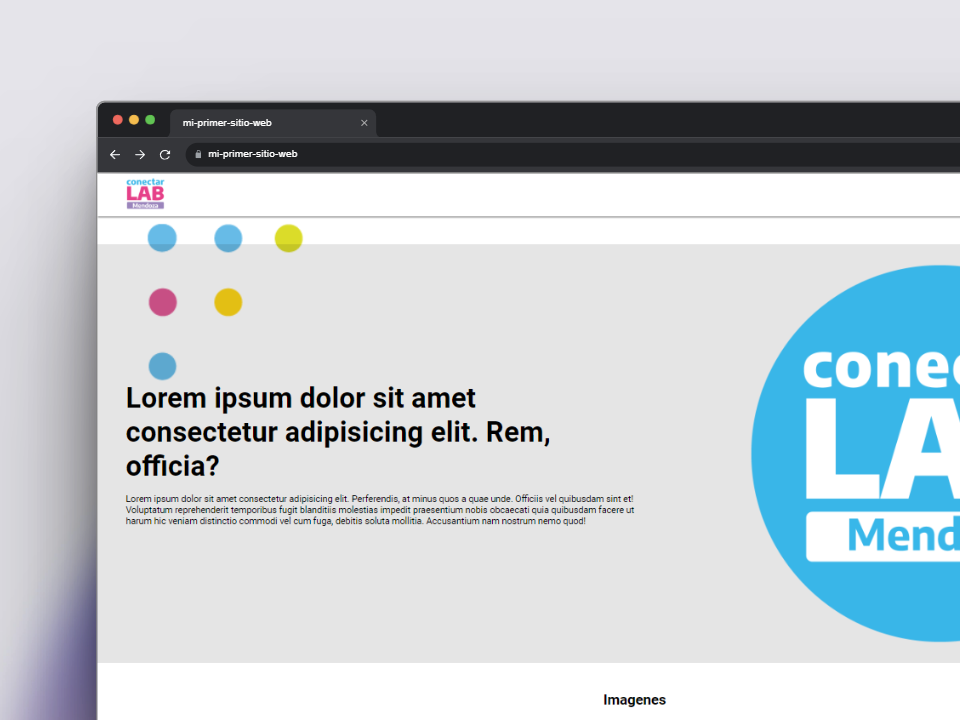 mi-primer-sitio-web
mi-primer-sitio-web
conectar
LAB
Mendoza
conec
LA
Mend
Lorem ipsum dolor sit amet
consectetur adipisicing elit. Rem,
officia?
Lorem ipsum dolor sit amet consectetur adipisicing elit. Perferendis, at minus quos a quae unde. Officiis vel quibusdam sint et!
Voluptatum reprehenderit temporibus fugit blanditiis molestias impedit praesentium nobis obcaecati quia quibusdam facere ut
harum hic veniam distinctio commodi vel cum fuga, debitis soluta mollitia. Accusantium nam nostrum nemo quod!
Imagenes